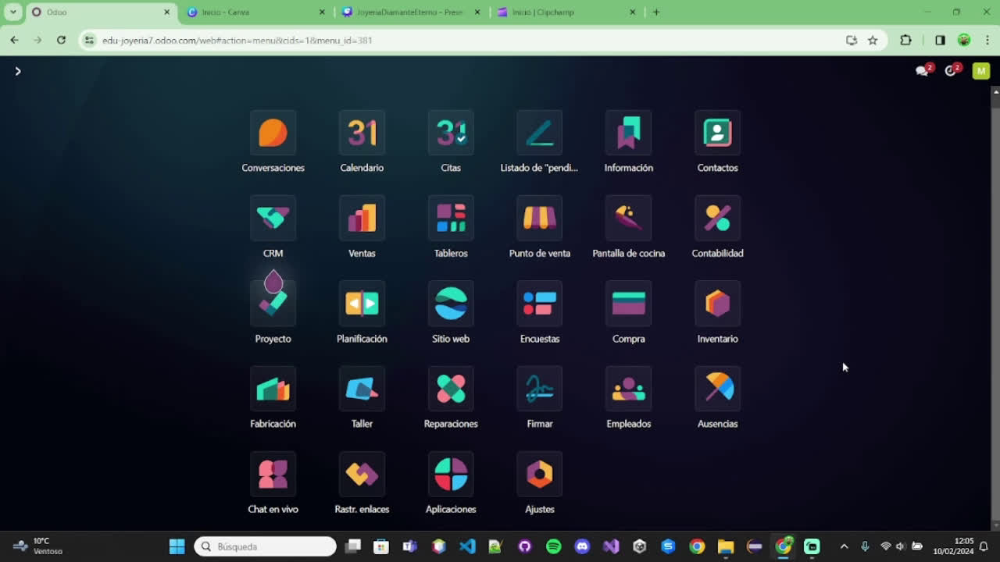 Odoo
Inicio - Canva
JoyeriaDiamanteEterno - Prese
Inicio | Clipchamp
edu-joyeria7.odoo.com/web#action=menu&cids=1&menu_id=381
2
2
M
31
31
Conversaciones
Calendario
Citas
Listado de "pendi...
Información
Contactos
CRM
Ventas
Tableros
Punto de venta
Pantalla de cocina
Contabilidad
Proyecto
Planificación
Sitio web
Encuestas
Compra
Inventario
Fabricación
Taller
Reparaciones
Firmar
Empleados
Ausencias
Chat en vivo
Rastr. enlaces
Aplicaciones
Ajustes
10°C
Ventoso
Búsqueda
12:05
10/02/2024